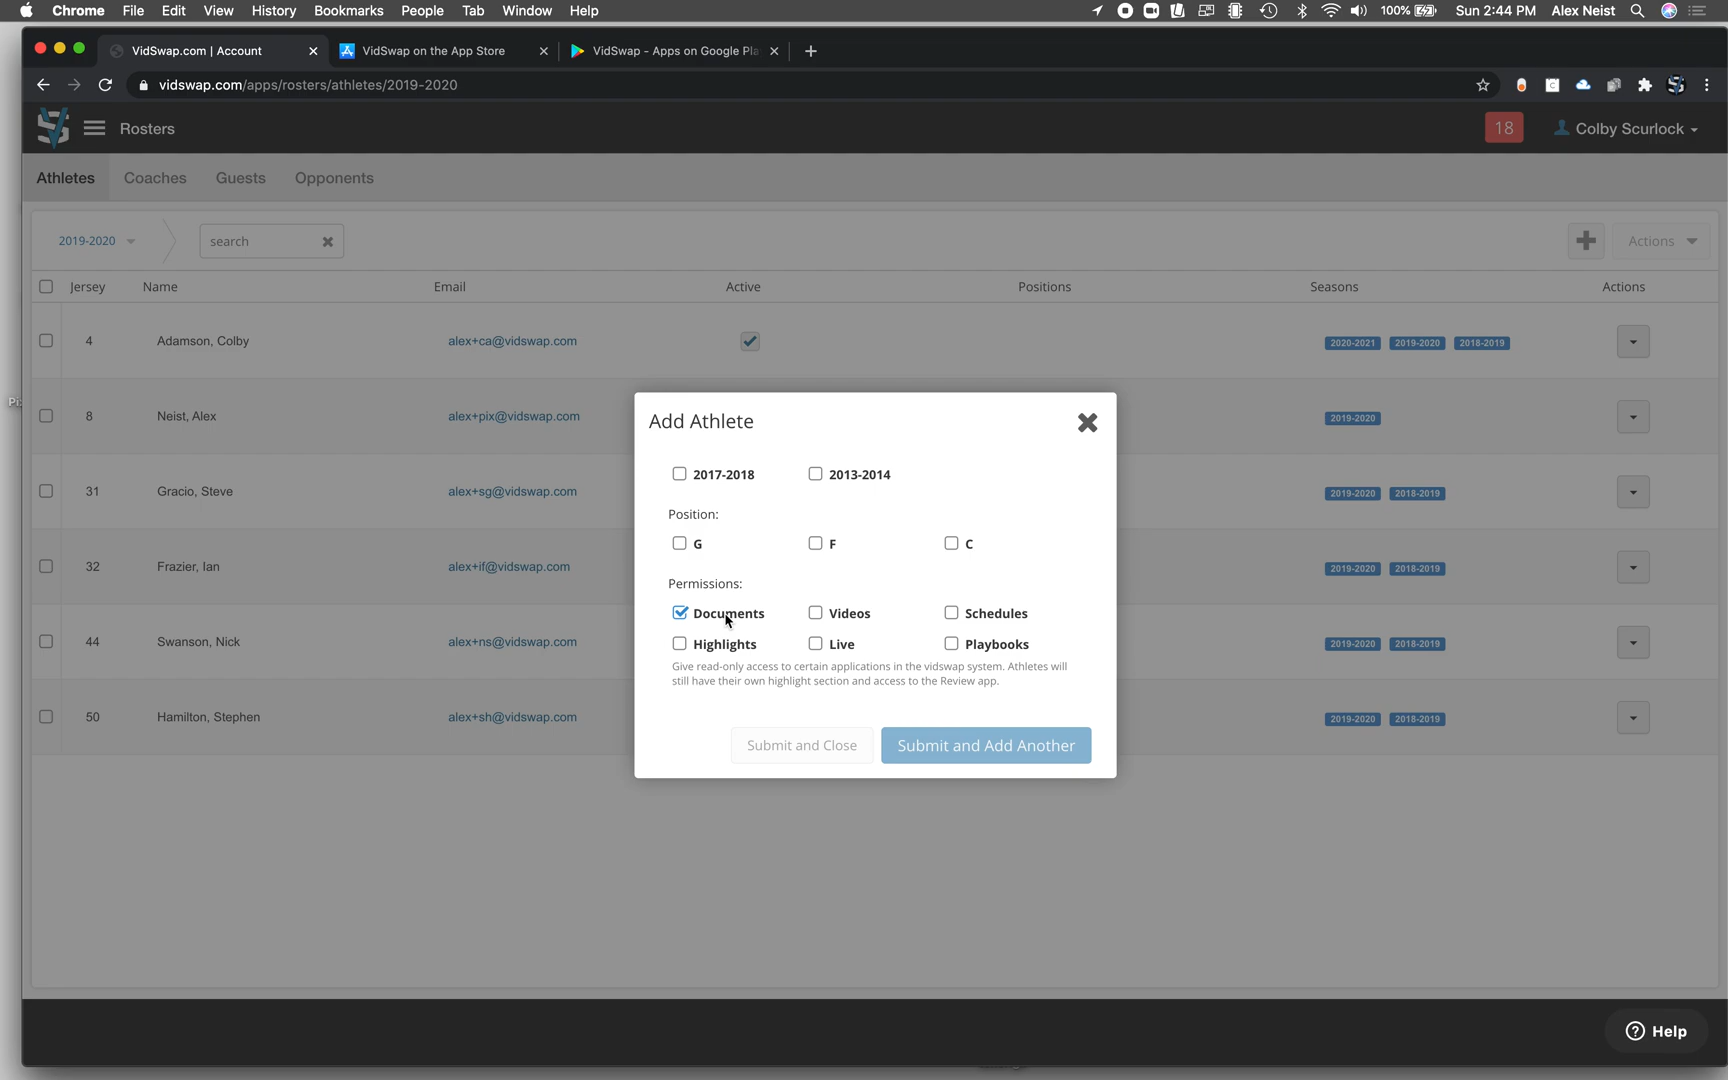 Chrome File Edit View History Bookmarks People Tab Window Help 100% Sun 2:44 PM Alex Neist
VidSwap.com | Account VidSwap on the App Store VidSwap - Apps on Google Pla
vidswap.com/apps/rosters/athletes/2019-2020
Rosters 18 Colby Scurlock
Athletes Coaches Guests Opponents
2019-2020 search Actions
Jersey Name Email Active Positions Seasons Actions
4 Adamson, Colby alex+ca@vidswap.com 2020-2021 2019-2020 2018-2019
8 Neist, Alex alex+pix@vidswap.com 2019-2020
31 Gracio, Steve alex+sg@vidswap.com 2019-2020 2018-2019
32 Frazier, Ian alex+if@vidswap.com 2019-2020 2018-2019
44 Swanson, Nick alex+ns@vidswap.com 2019-2020 2018-2019
50 Hamilton, Stephen alex+sh@vidswap.com 2019-2020 2018-2019
Add Athlete
2017-2018 2013-2014
Position:
G F C
Permissions:
Documents Videos Schedules
Highlights Live Playbooks
Give read-only access to certain applications in the vidswap system. Athletes will
still have their own highlight section and access to the Review app.
Submit and Close Submit and Add Another
Help